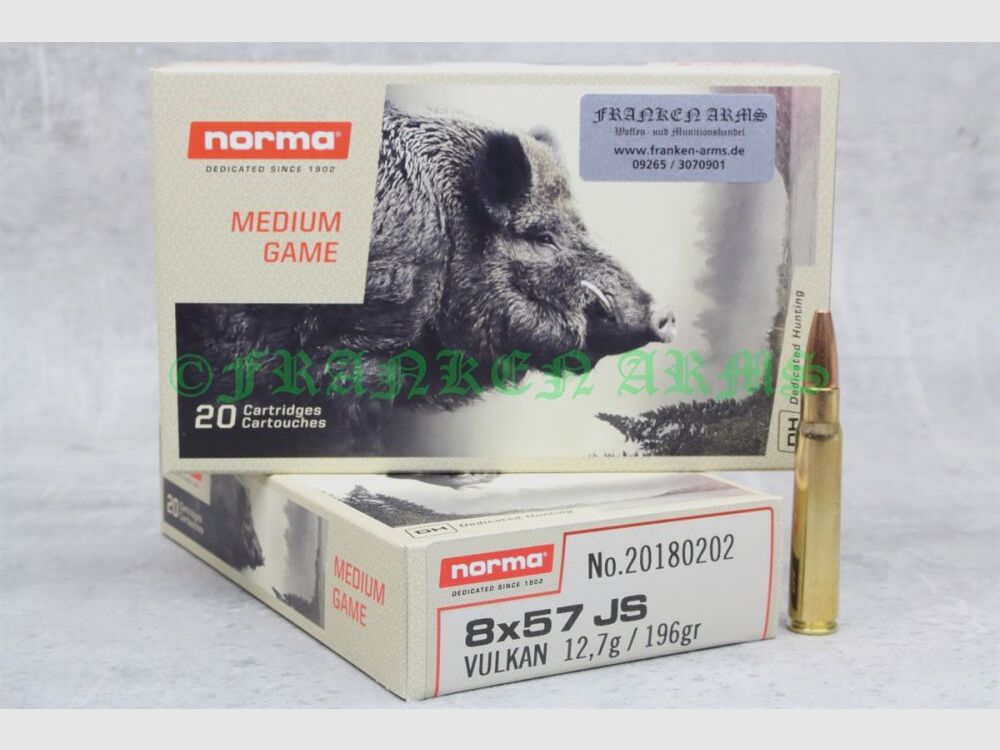 norma®
DEDICATED SINCE 1902
MEDIUM
GAME
FRANKEN ARMS
Waffen- und Munitionshandel
www.franken-arms.de
09265 / 3070901
DH Dedicated Hunting
©FRANKEN ARMS
20 Cartridges
Cartouches
20 Cartridges
Cartouches
MEDIUM
GAME
DH Dedicated Hunting
norma®
DEDICATED SINCE 1902
No.20180202
8x57 JS
VULKAN 12,7g / 196gr